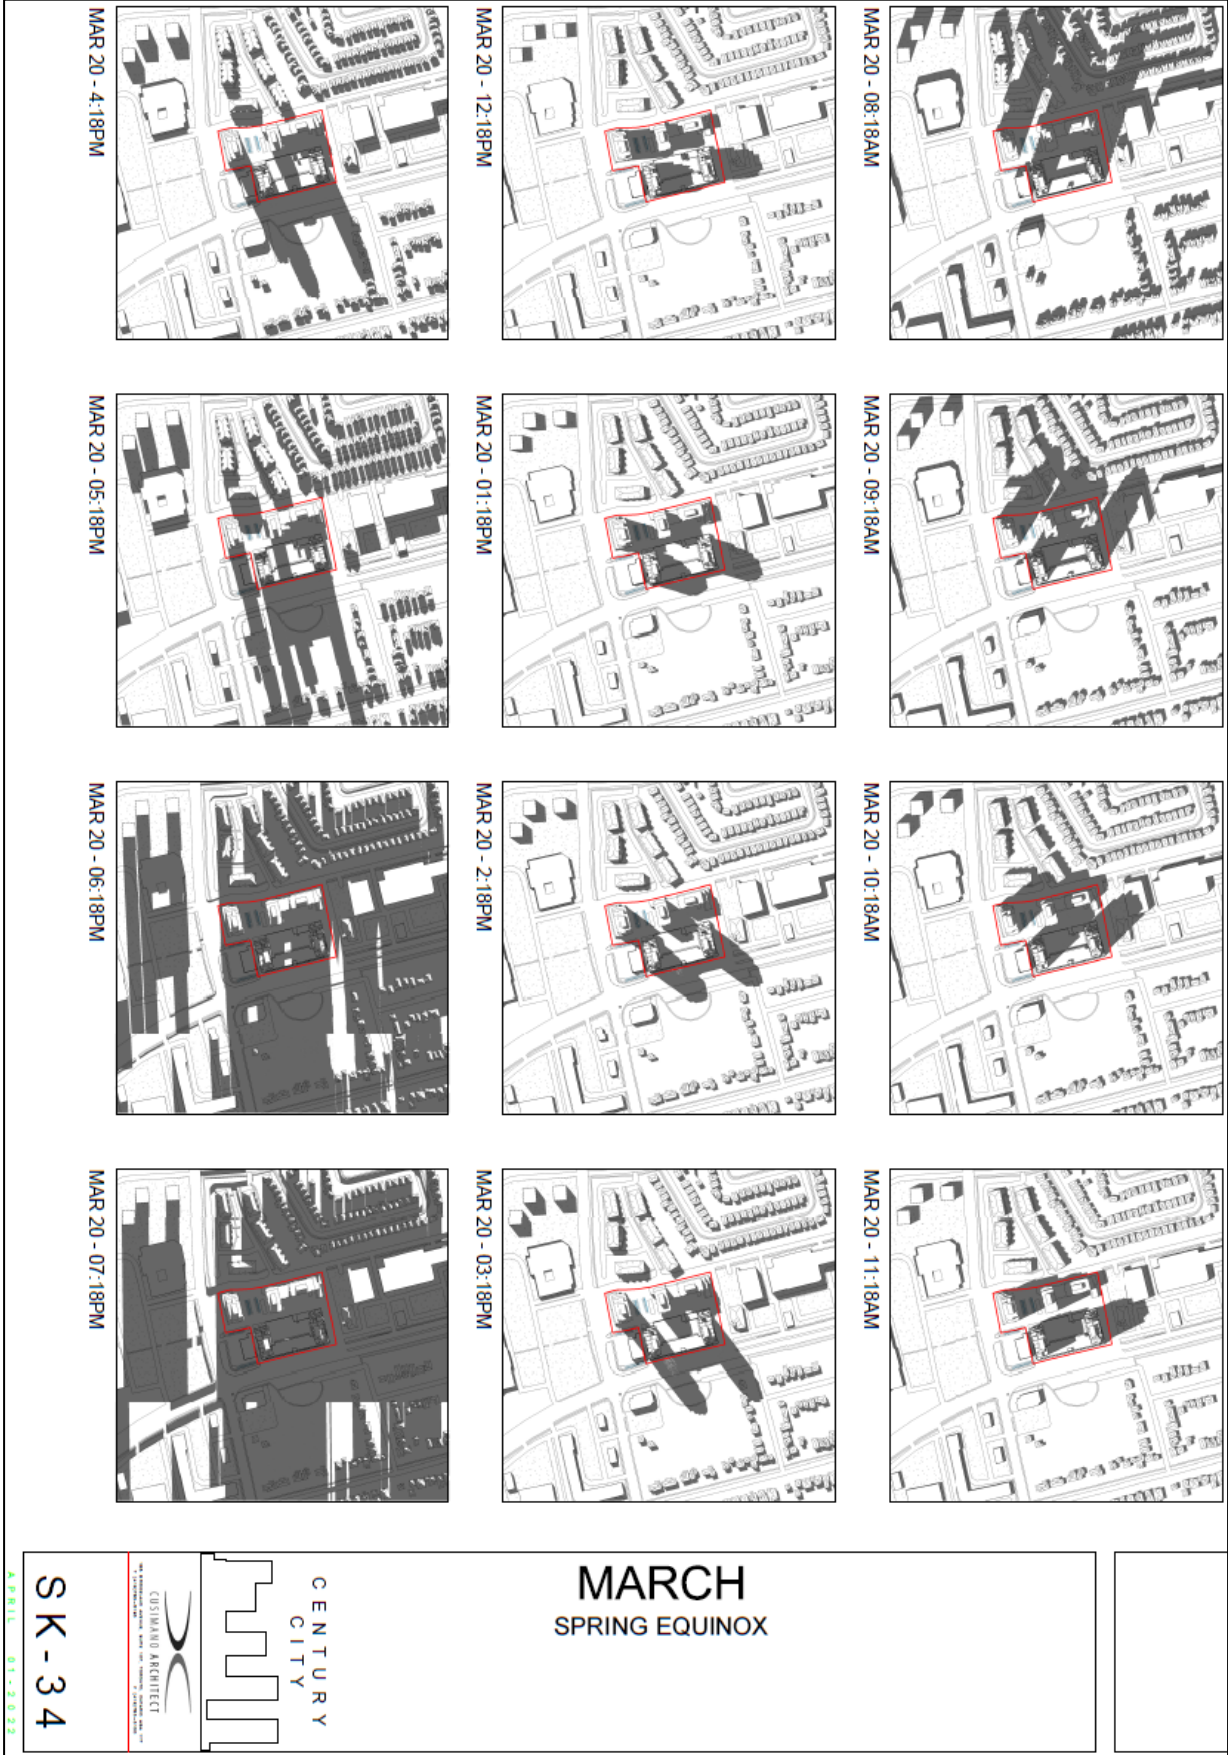 MAR 20 - 08:18AM
MAR 20 - 09:18AM
MAR 20 - 10:18AM
MAR 20 - 11:18AM
MAR 20 - 12:18PM
MAR 20 - 01:18PM
MAR 20 - 2:18PM
MAR 20 - 03:18PM
MAR 20 - 4:18PM
MAR 20 - 05:18PM
MAR 20 - 06:18PM
MAR 20 - 07:18PM
MARCH
SPRING EQUINOX
CENTURY
CITY
CUSIMANO ARCHITECT
SK-34
APRIL 01-2022